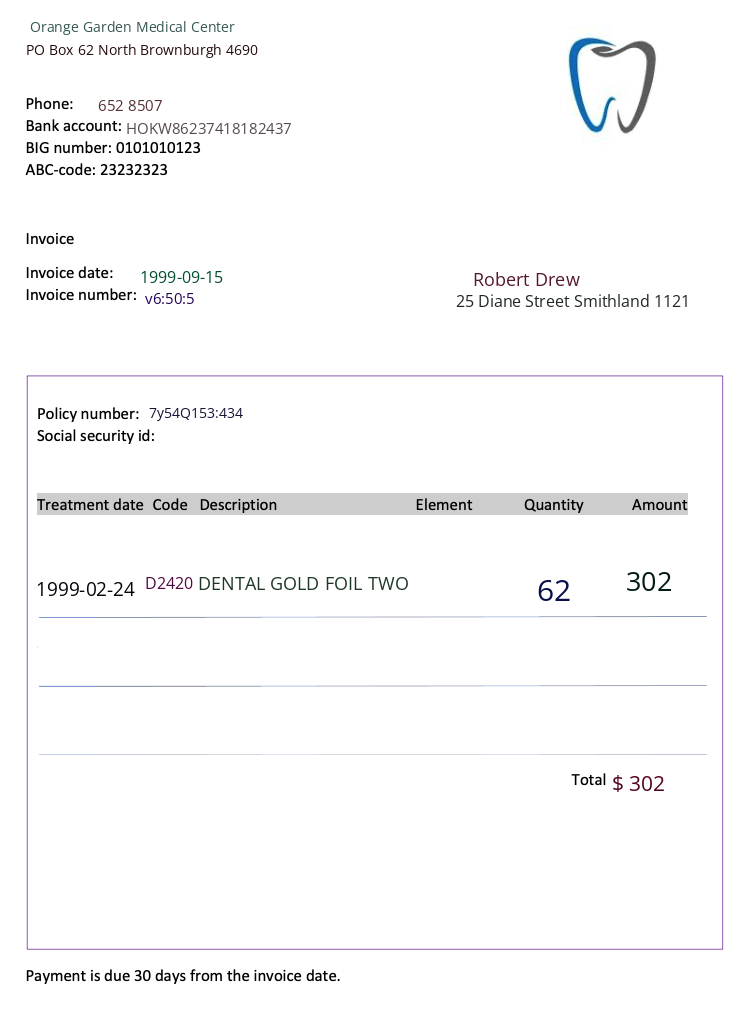 Orange Garden Medical Center
PO Box 62 North Brownburgh 4690
Phone: 652 8507
Bank account: HOKW86237418182437
BIG number: 0101010123
ABC-code: 23232323
Invoice
Invoice date: 1999-09-15
Invoice number: v6:50:5
Robert Drew
25 Diane Street Smithland 1121
Policy number: 7y54Q153:434
Social security id:
Treatment date Code Description Element Quantity Amount
1999-02-24 D2420 DENTAL GOLD FOIL TWO 62 302
Total $ 302
Payment is due 30 days from the invoice date.